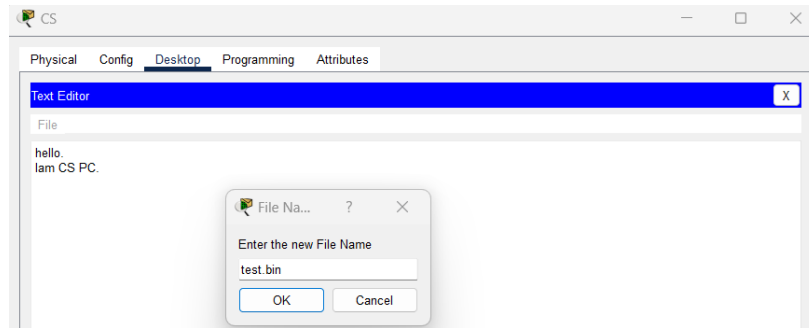 CS
Physical Config Desktop Programming Attributes
Text Editor X
File
hello.
Iam CS PC.
File Na... ?
Enter the new File Name
test.bin
OK Cancel